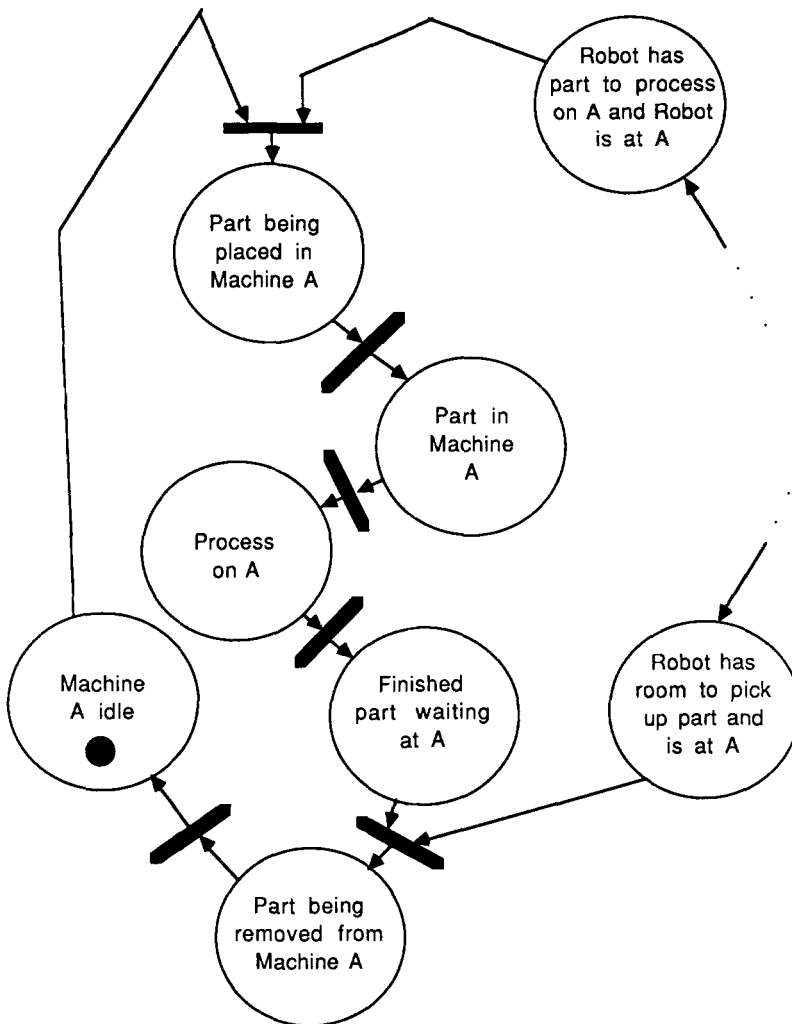 Robot has
part to process
on A and Robot
is at A
Part being
placed in
Machine A
Part in
Machine
A
Process
on A
Machine
A idle
Finished
part waiting
at A
Robot has
room to pick
up part and
is at A
Part being
removed from
Machine A